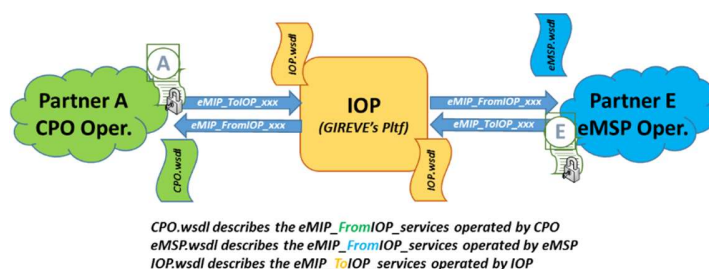 A
IOP.wsdl
eMSP.wsdl
Partner A
CPO Oper.
eMIP_ToIOP_xxx
eMIP_FromIOP_xxx
IOP
(GIREVE's Pltf)
eMIP_FromIOP_xxx
eMIP_ToIOP_xxx
Partner E
eMSP Oper.
E
CPO.wsdl
IOP.wsdl
CPO.wsdl describes the eMIP_FromIOP_services operated by CPO
eMSP.wsdl describes the eMIP_FromIOP_services operated by eMSP
IOP.wsdl describes the eMIP_ToIOP_services operated by IOP